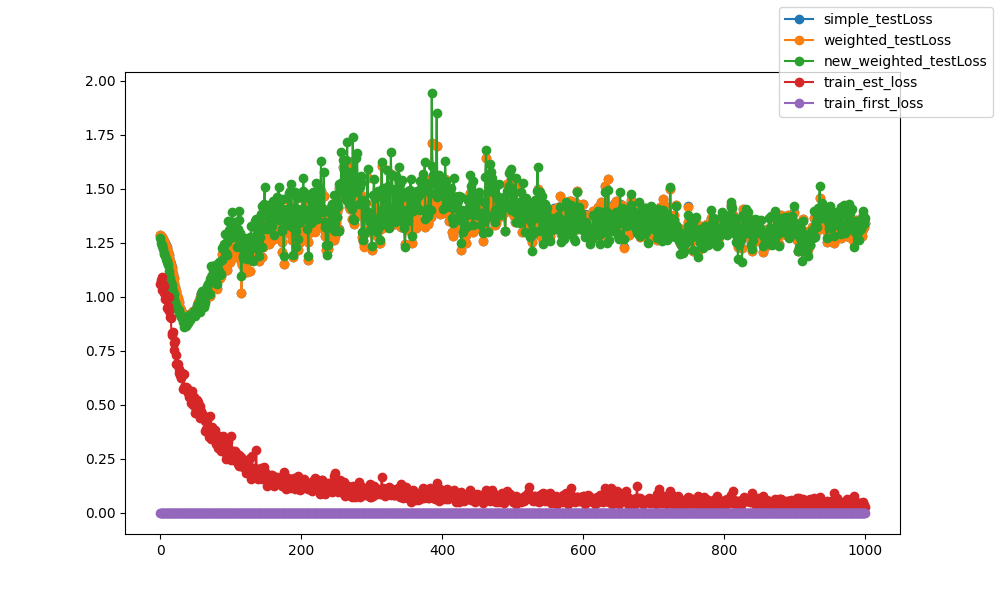 simple_testLoss
weighted_testLoss
new_weighted_testLoss
train_est_loss
train_first_loss
2.00
1.75
1.50
1.25
1.00
0.75
0.50
0.25
0.00
0 200 400 600 800 1000